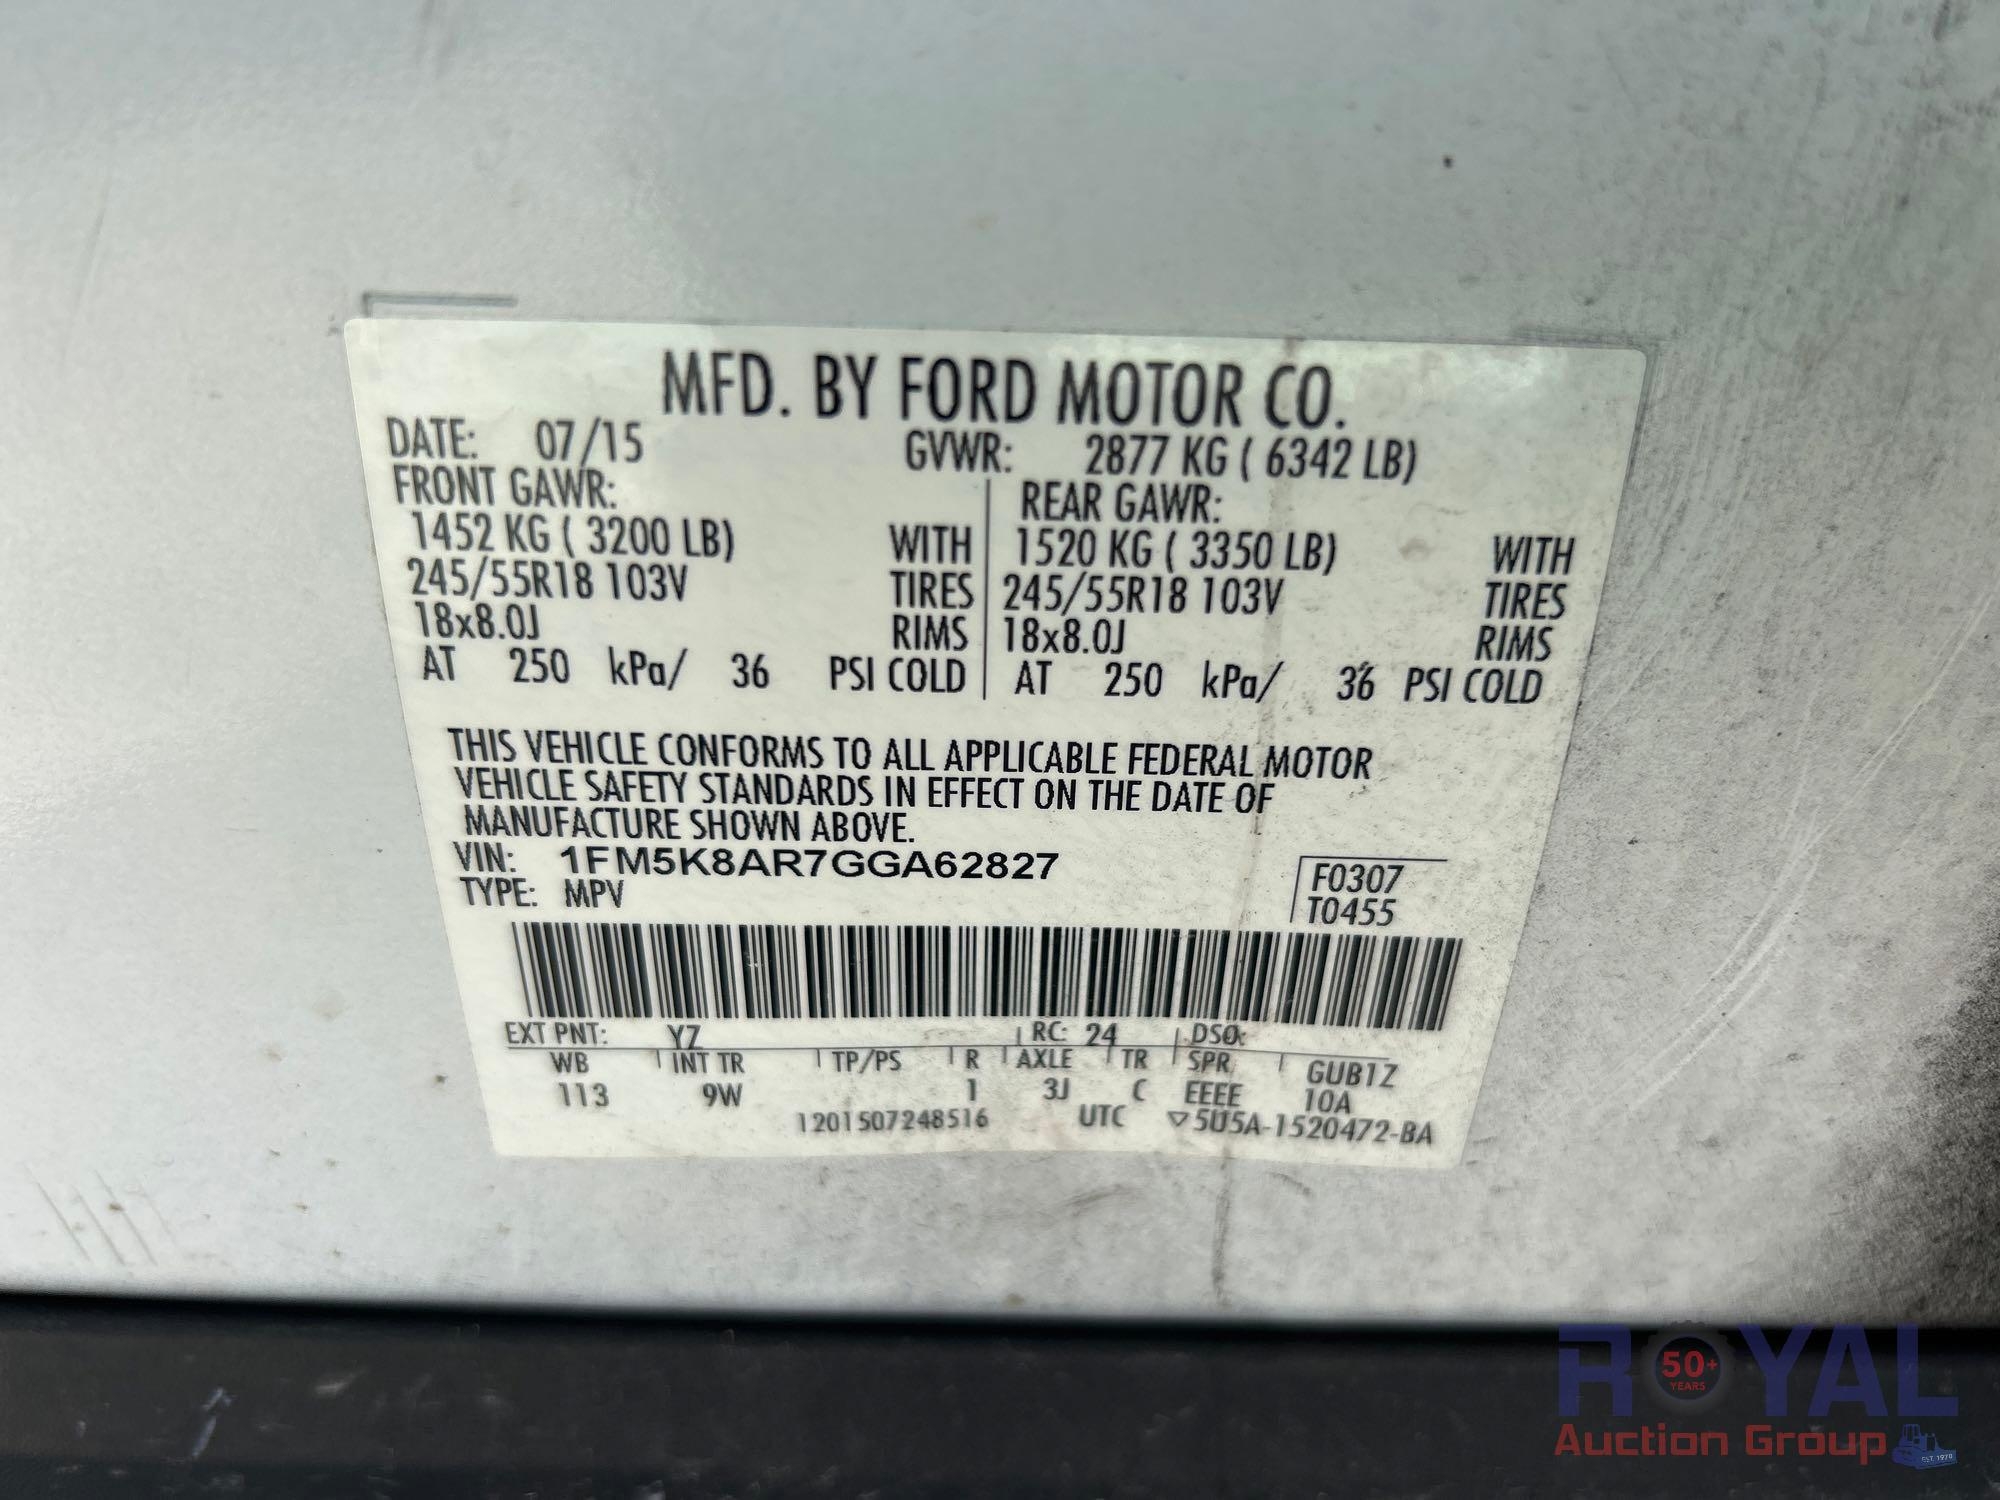 MFD. BY FORD MOTOR CO.
DATE: 07/15 GVWR: 2877 KG ( 6342 LB)
FRONT GAWR: REAR GAWR:
1452 KG ( 3200 LB) WITH 1520 KG ( 3350 LB) WITH
245/55R18 103V TIRES 245/55R18 103V TIRES
18x8.0J RIMS 18x8.0J RIMS
AT 250 kPa/ 36 PSI COLD AT 250 kPa/ 36 PSI COLD
THIS VEHICLE CONFORMS TO ALL APPLICABLE FEDERAL MOTOR
VEHICLE SAFETY STANDARDS IN EFFECT ON THE DATE OF
MANUFACTURE SHOWN ABOVE.
VIN: 1FM5K8AR7GGA62827
TYPE: MPV
F0307
T0455
EXT PNT: YZ RC: 24 DSO:
WB INT TR TP/PS R AXLE TR SPR GUB1Z
113 9W 1 3J C EEEE 10A
1201507248516 UTC ▽5U5A-1520472-BA
ROYAL
50+
YEARS
Auction Group
EST. 1970